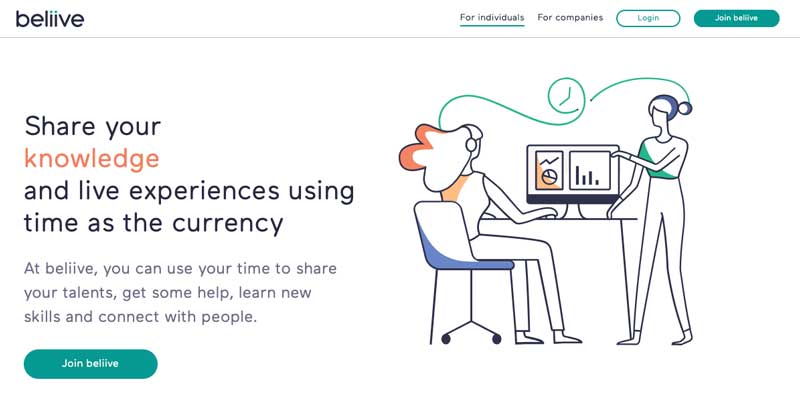 beliive
For individuals
For companies
Login
Join beliive
Share your
knowledge
and live experiences using
time as the currency
At beliive, you can use your time to share
your talents, get some help, learn new
skills and connect with people.
Join beliive